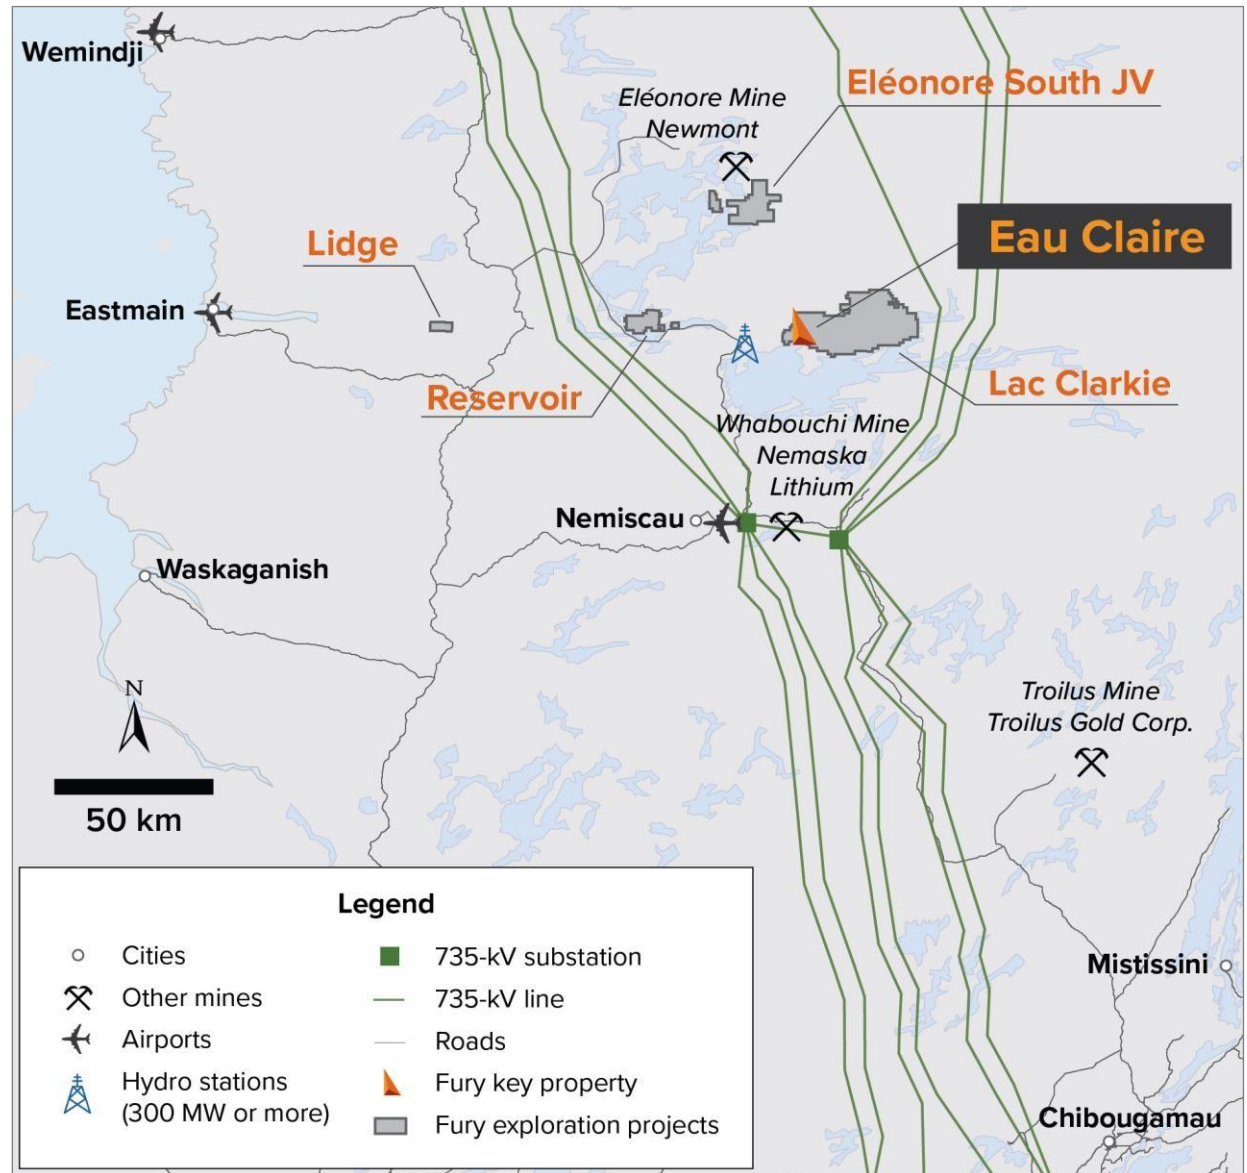 Wemindji
Eléonore Mine
Newmont
Eléonore South JV
Eau Claire
Lidge
Eastmain
Reservoir
Lac Clarkie
Whabouchi Mine
Nemaska
Lithium
Nemiscau
Waskaganish
N
50 km
Troilus Mine
Troilus Gold Corp.
Mistissini
Chibougamau
Legend
Cities
Other mines
Airports
Hydro stations
(300 MW or more)
735-kV substation
735-kV line
Roads
Fury key property
Fury exploration projects